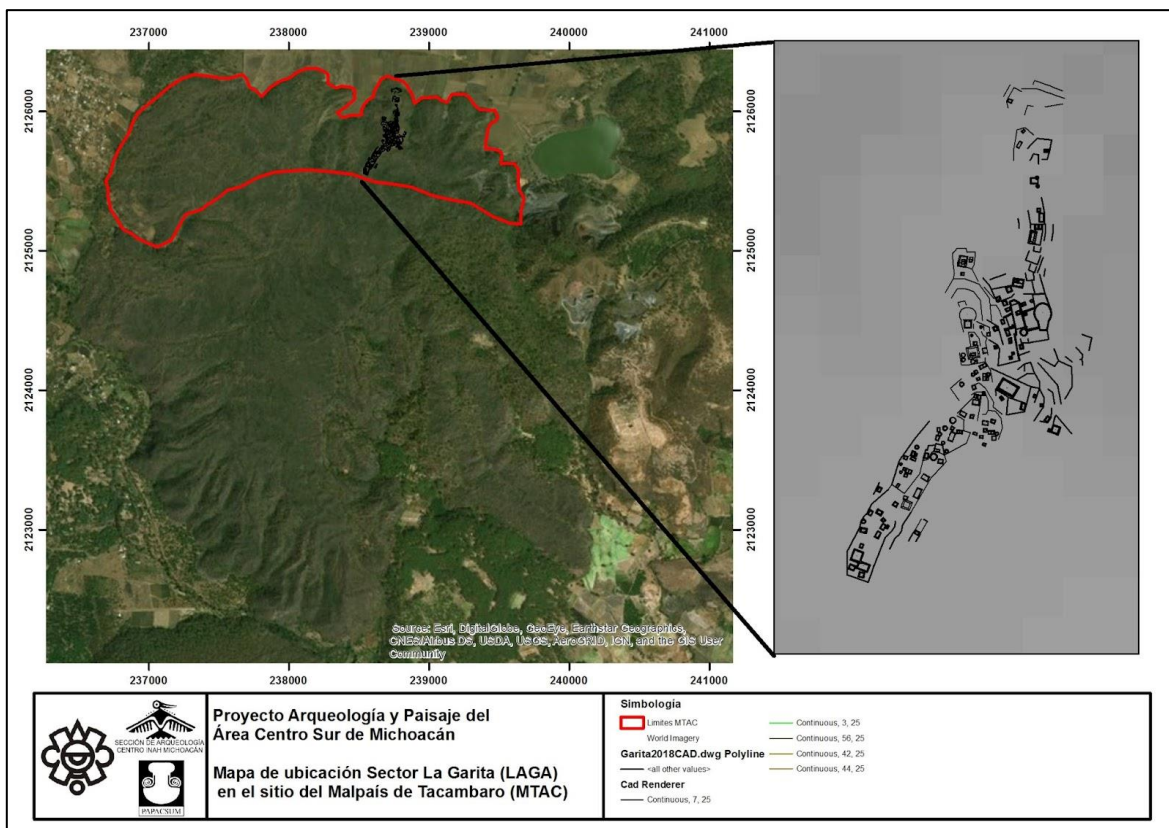 237000 238000 239000 240000 241000
2126000
2125000
2124000
2123000
2126000
2125000
2124000
2123000
Source: Esri, DigitalGlobe, GeoEye, Earthstar Geographics,
CNES/Airbus DS, USDA, USGS, AeroGRID, IGN, and the GIS User
Community
237000 238000 239000 240000 241000
SECCIÓN DE ARQUEOLOGÍA
CENTRO INAH MICHOACÁN
PAPACSUM
Proyecto Arqueología y Paisaje del
Área Centro Sur de Michoacán
Mapa de ubicación Sector La Garita (LAGA)
en el sitio del Malpaís de Tacambaro (MTAC)
Simbología
Limites MTAC
World Imagery
Garita2018CAD.dwg Polyline
<all other values>
Cad Renderer
Continuous, 7, 25
Continuous, 3, 25
Continuous, 56, 25
Continuous, 42, 25
Continuous, 44, 25